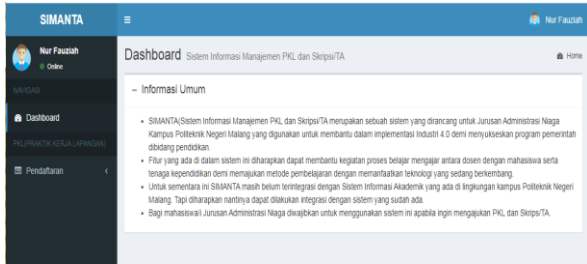 SIMANTA
Nur Fauziah
Nur Fauziah
Online
Dashboard Sistem Informasi Manajemen PKL dan Skripsi/TA
Home
NAVIGASI
Dashboard
PKL(PRAKTIK KERJA LAPANGAN)
Pendaftaran
Informasi Umum
SIMANTA(Sistem Informasi Manajemen PKL dan Skripsi/TA merupakan sebuah sistem yang dirancang untuk Jurusan Administrasi Niaga
Kampus Politeknik Negeri Malang yang digunakan untuk membantu dalam implementasi Industri 4.0 demi menyukseskan program pemerintah
dibidang pendidikan.
Fitur yang ada di dalam sistem ini diharapkan dapat membantu kegiatan proses belajar mengajar antara dosen dengan mahasiswa serta
tenaga kependidikan demi memajukan metode pembelajaran dengan memanfaatkan teknologi yang sedang berkembang.
Untuk sementara ini SIMANTA masih belum terintegrasi dengan Sistem Informasi Akademik yang ada di lingkungan kampus Politeknik Negeri
Malang. Tapi diharapkan nantinya dapat dilakukan integrasi dengan sistem yang sudah ada.
Bagi mahasiswa/i Jurusan Administrasi Niaga diwajibkan untuk menggunakan sistem ini apabila ingin mengajukan PKL dan Skrips/TA.